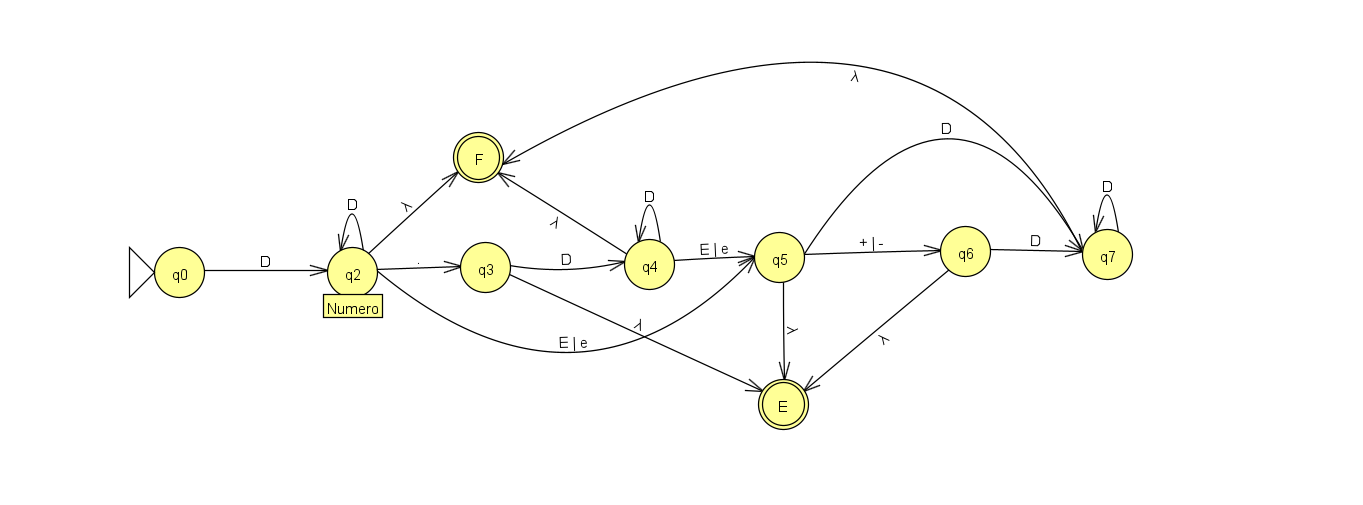 λ
D
F
D
D
D
λ
λ
D
D
.
D
E | e
+ | -
D
q0
q2
q3
q4
q5
q6
q7
Numero
λ
λ
λ
E | e
E